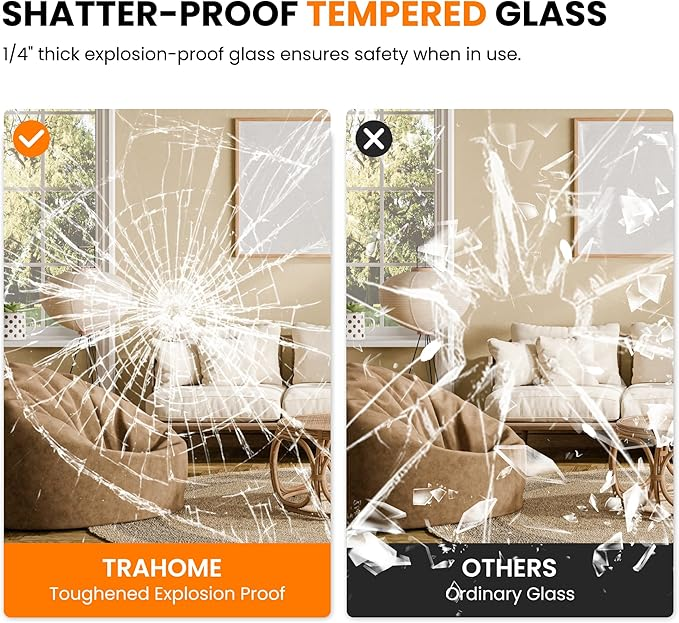 SHATTER-PROOF TEMPERED GLASS
1/4" thick explosion-proof glass ensures safety when in use.
TRAHOME
Toughened Explosion Proof
OTHERS
Ordinary Glass